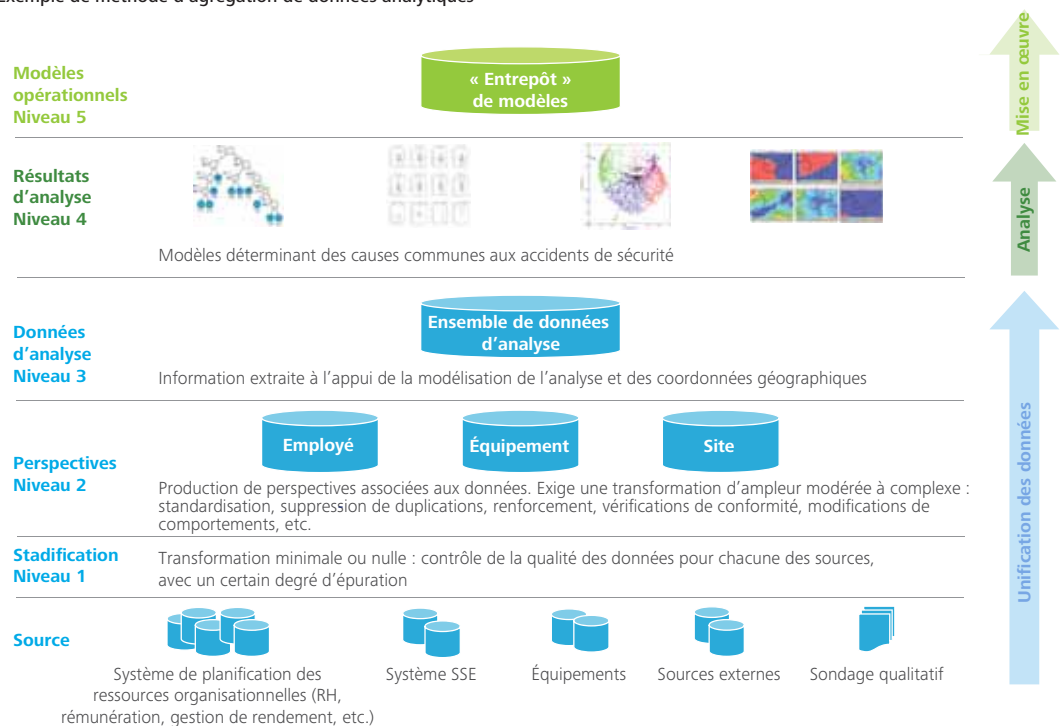 Exemple de méthode d'agrégation de données analytiques
Mise en œuvre
Modèles
opérationnels
Niveau 5
« Entrepôt »
de modèles
Résultats
d'analyse
Niveau 4
Modèles déterminant des causes communes aux accidents de sécurité
Analyse
Données
d'analyse
Niveau 3
Ensemble de données
d'analyse
Information extraite à l'appui de la modélisation de l'analyse et des coordonnées géographiques
Perspectives
Niveau 2
Employé
Équipement
Site
Production de perspectives associées aux données. Exige une transformation d'ampleur modérée à complexe :
standardisation, suppression de duplications, renforcement, vérifications de conformité, modifications de
comportements, etc.
Unification des données
Stadification
Niveau 1
Transformation minimale ou nulle : contrôle de la qualité des données pour chacune des sources,
avec un certain degré d'épuration
Source
Système de planification des
ressources organisationnelles (RH,
rémunération, gestion de rendement, etc.)
Système SSE
Équipements
Sources externes
Sondage qualitatif